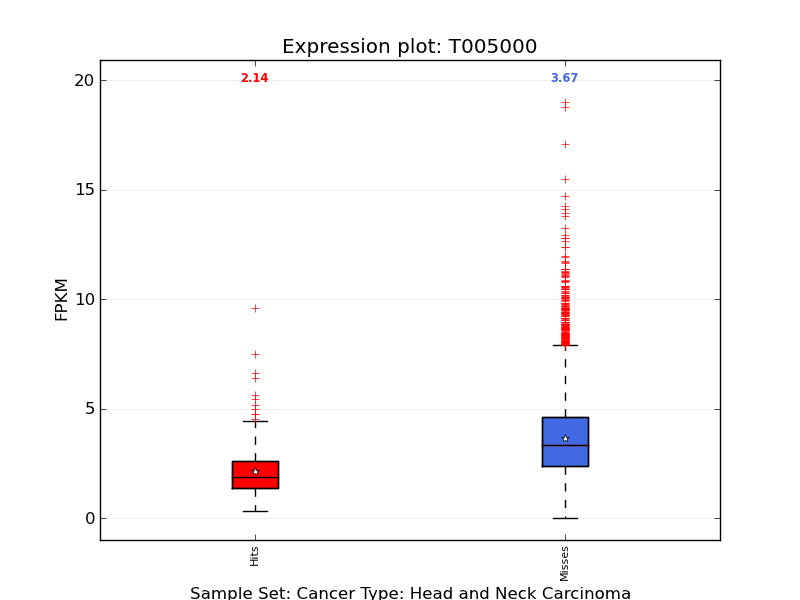 Expression plot: T005000
2.14 3.67
20
15
10
5
0
FPKM
Hits
Misses
Sample Set: Cancer Type: Head and Neck Carcinoma